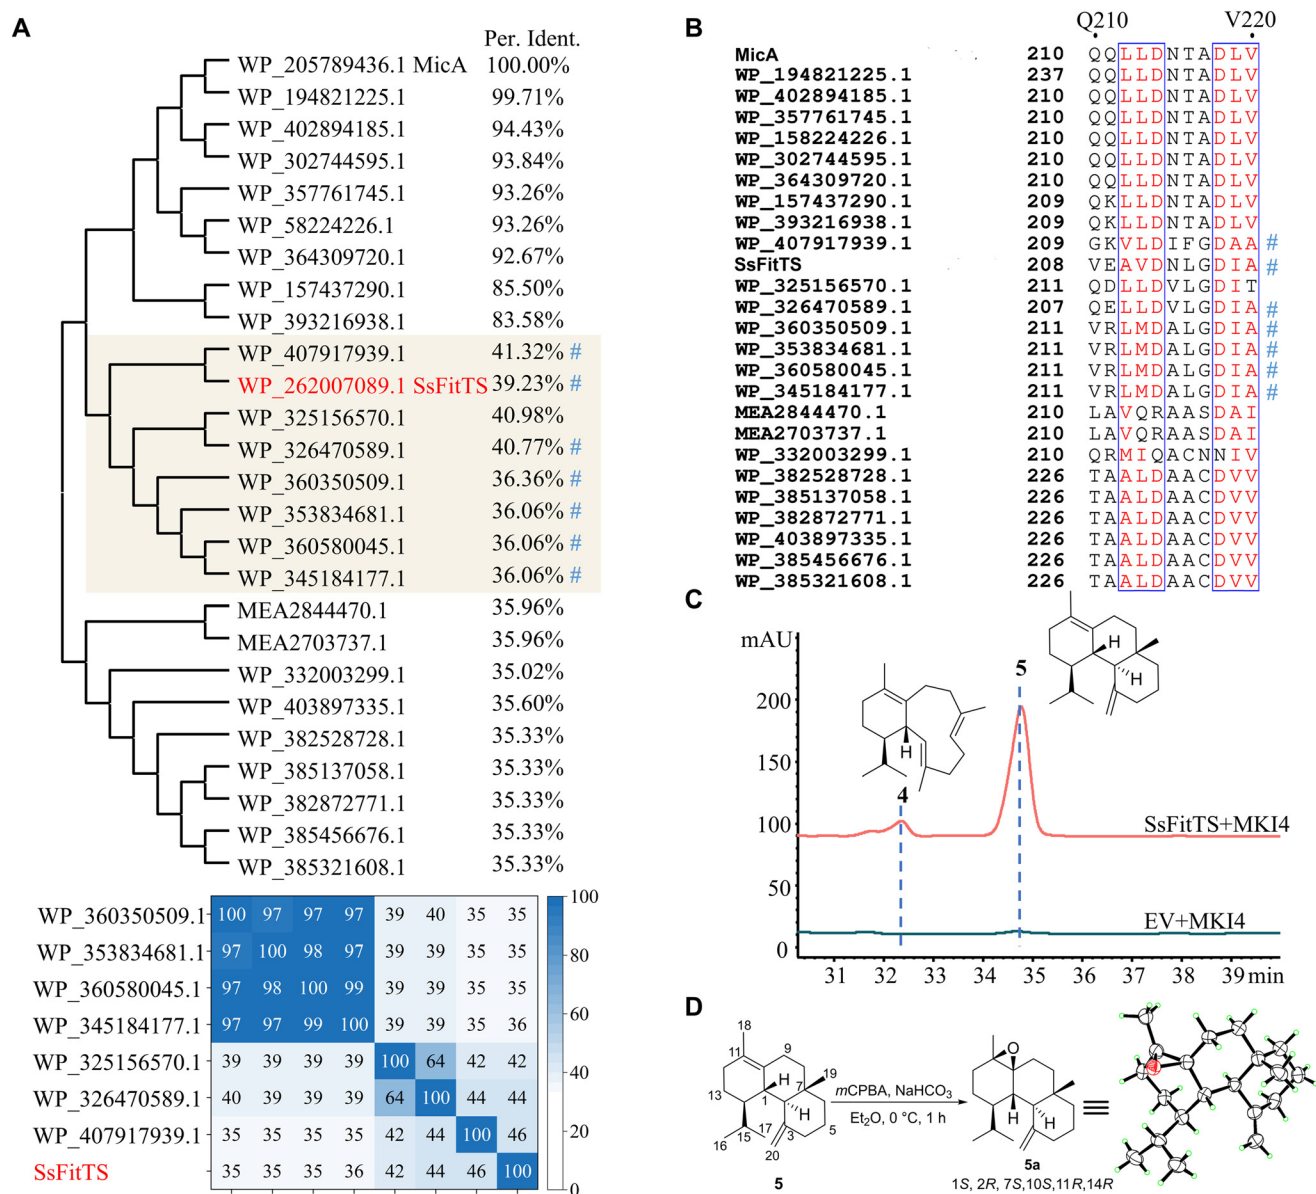 A
Per. Ident.
WP_205789436.1 MicA 100.00%
WP_194821225.1 99.71%
WP_402894185.1 94.43%
WP_302744595.1 93.84%
WP_357761745.1 93.26%
WP_58224226.1 93.26%
WP_364309720.1 92.67%
WP_157437290.1 85.50%
WP_393216938.1 83.58%
WP_407917939.1 41.32% #
WP_262007089.1 SsFitTS 39.23% #
WP_325156570.1 40.98%
WP_326470589.1 40.77% #
WP_360350509.1 36.36% #
WP_353834681.1 36.06% #
WP_360580045.1 36.06% #
WP_345184177.1 36.06% #
MEA2844470.1 35.96%
MEA2703737.1 35.96%
WP_332003299.1 35.02%
WP_403897335.1 35.60%
WP_382528728.1 35.33%
WP_385137058.1 35.33%
WP_382872771.1 35.33%
WP_385456676.1 35.33%
WP_385321608.1 35.33%
WP_360350509.1 100 97 97 97 39 40 35 35
WP_353834681.1 97 100 98 97 39 39 35 35
WP_360580045.1 97 98 100 99 39 39 35 35
WP_345184177.1 97 97 99 100 39 39 35 36
WP_325156570.1 39 39 39 39 100 64 42 42
WP_326470589.1 40 39 39 39 64 100 44 44
WP_407917939.1 35 35 35 35 42 44 100 46
SsFitTS 35 35 35 36 42 44 46 100
100
80
60
40
20
0
B
Q210 V220
MicA 210 QQLLDNTADLV
WP_194821225.1 237 QQLLDNTADLV
WP_402894185.1 210 QQLLDNTADLV
WP_357761745.1 210 QQLLDNTADLV
WP_158224226.1 210 QQLLDNTADLV
WP_302744595.1 210 QQLLDNTADLV
WP_364309720.1 210 QQLLDNTADLV
WP_157437290.1 209 QKLLDNTADLV
WP_393216938.1 209 QKLLDNTADLV
WP_407917939.1 209 GKVLDIFGDAA #
SsFitTS 208 VEAVDNLGDIA #
WP_325156570.1 211 QDLLDVLGDIT
WP_326470589.1 207 QELLDVLGDIA #
WP_360350509.1 211 VRLMDALGDIA #
WP_353834681.1 211 VRLMDALGDIA #
WP_360580045.1 211 VRLMDALGDIA #
WP_345184177.1 211 VRLMDALGDIA #
MEA2844470.1 210 LAVQRAASDAI
MEA2703737.1 210 LAVQRAASDAI
WP_332003299.1 210 QRMIQACNNIV
WP_382528728.1 226 TAALDAACDVV
WP_385137058.1 226 TAALDAACDVV
WP_382872771.1 226 TAALDAACDVV
WP_403897335.1 226 TAALDAACDVV
WP_385456676.1 226 TAALDAACDVV
WP_385321608.1 226 TAALDAACDVV
C
mAU
200
150
100
50
0
H
4
5
H
H
SsFitTS+MKI4
EV+MKI4
31 32 33 34 35 36 37 38 39 min
D
18
11
9
13
H
7
19
1
H
15
17
16
3
5
20
5
mCPBA, NaHCO3
Et2O, 0 °C, 1 h
O
H
H
5a
1S, 2R, 7S,10S,11R,14R